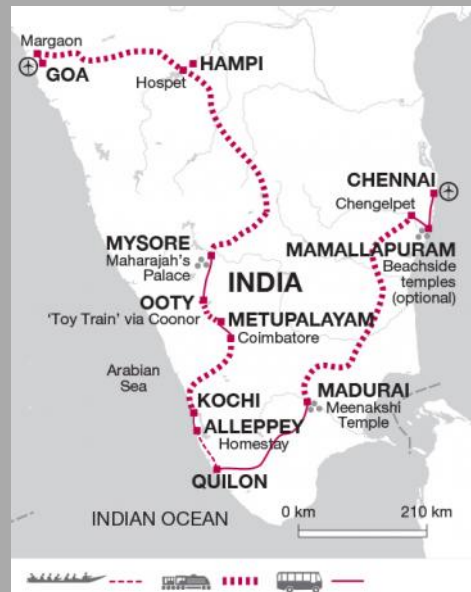 Margaon
GOA
HAMPI
Hospet
CHENNAI
Chengelpet
MAMALLAPURAM
Beachside
temples
(optional)
MYSORE
Maharajah's
Palace
INDIA
OOTY
'Toy Train' via Coonor
METUPALAYAM
Coimbatore
Arabian
Sea
KOCHI
ALLEPPEY
Homestay
MADURAI
Meenakshi
Temple
QUILON
0 km
210 km
INDIAN OCEAN